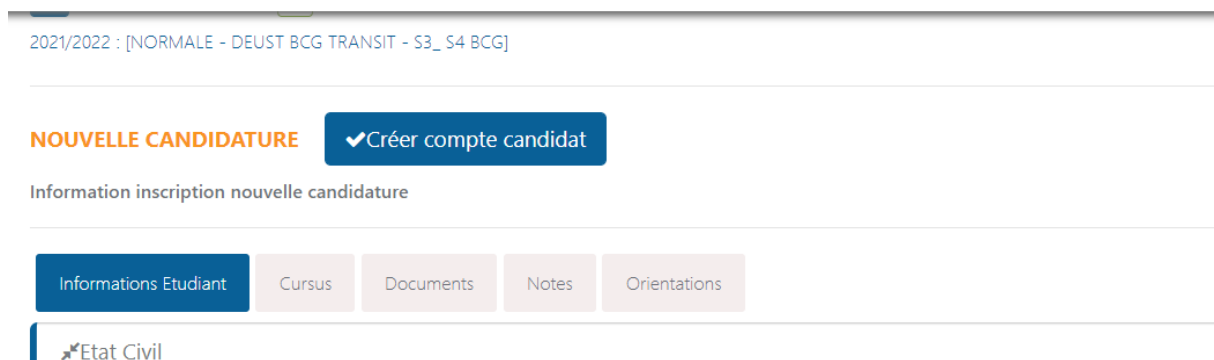 2021/2022 : [NORMALE - DEUST BCG TRANSIT - S3_ S4 BCG]
NOUVELLE CANDIDATURE
Créer compte candidat
Information inscription nouvelle candidature
Informations Etudiant Cursus Documents Notes Orientations
Etat Civil